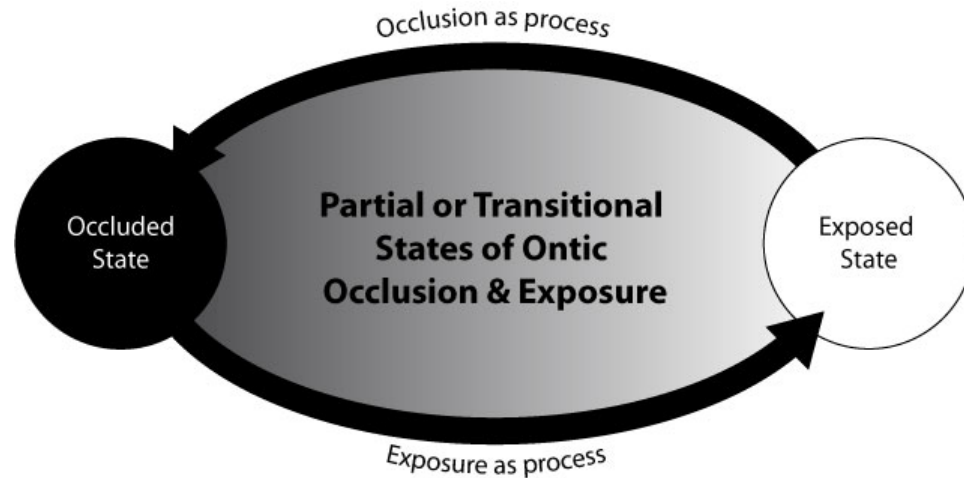 Occlusion as process
Occluded
State
Partial or Transitional
States of Ontic
Occlusion & Exposure
Exposed
State
Exposure as process